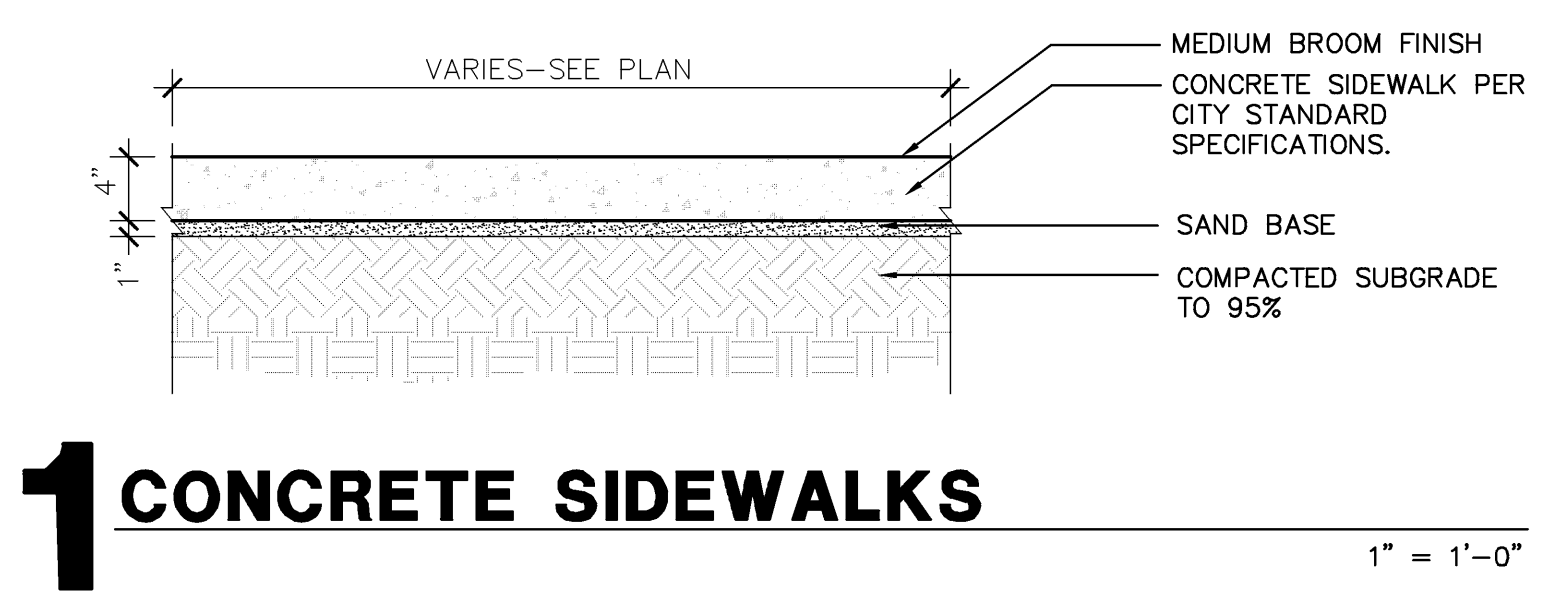 VARIES-SEE PLAN
MEDIUM BROOM FINISH
CONCRETE SIDEWALK PER
CITY STANDARD
SPECIFICATIONS.
4"
SAND BASE
1"
COMPACTED SUBGRADE
TO 95%
1
CONCRETE SIDEWALKS
1" = 1'-0"